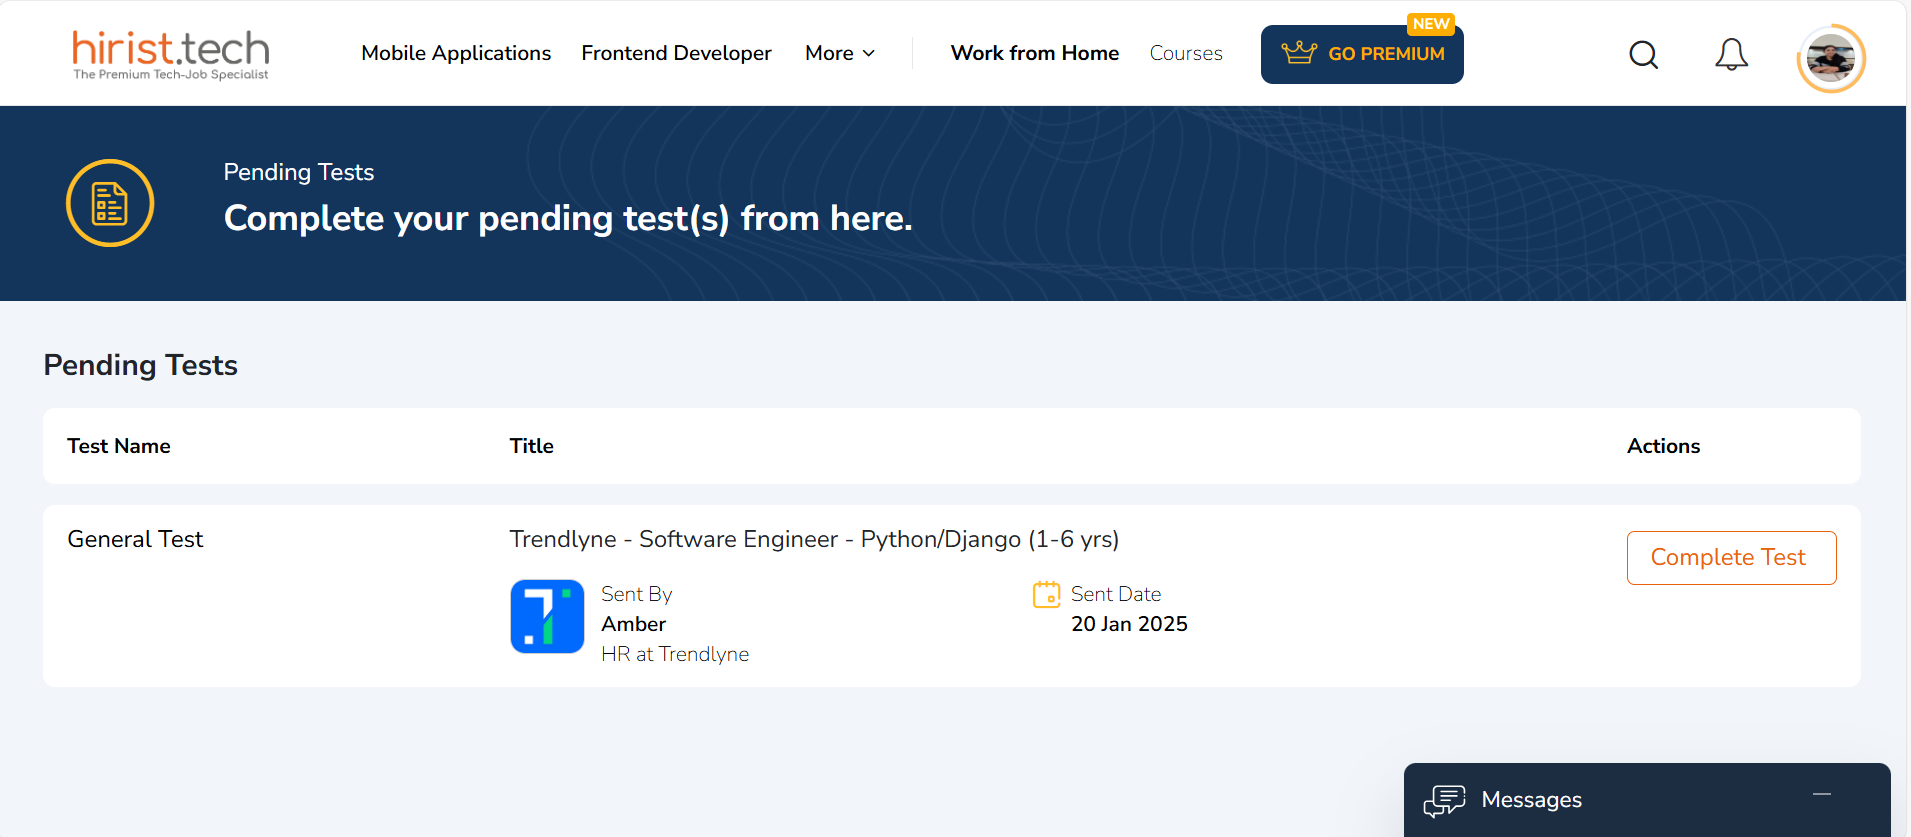 hirist.tech
The Premium Tech-Job Specialist
Mobile Applications
Frontend Developer
More
Work from Home
Courses
NEW
GO PREMIUM
Pending Tests
Complete your pending test(s) from here.
Pending Tests
Test Name
Title
Actions
General Test
Trendlyne - Software Engineer - Python/Django (1-6 yrs)
Sent By
Amber
HR at Trendlyne
Sent Date
20 Jan 2025
Complete Test
Messages